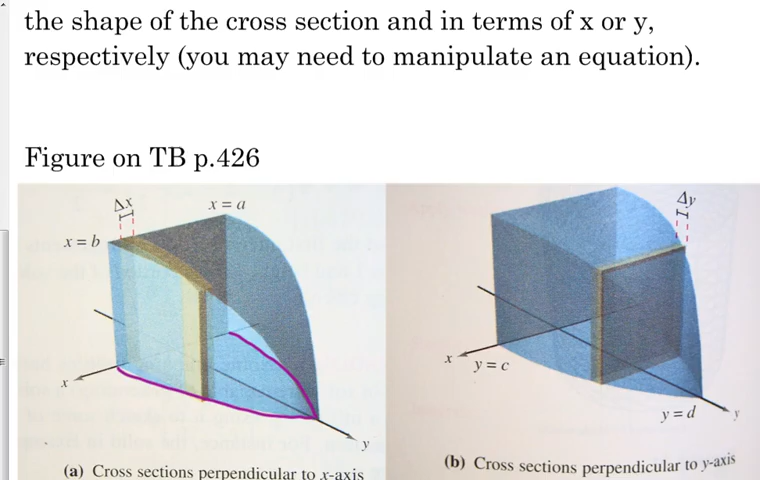 the shape of the cross section and in terms of x or y,
respectively (you may need to manipulate an equation).
Figure on TB p.426
Δx
x = a
x = b
x
y
(a) Cross sections perpendicular to x-axis
Δy
x
y = c
y = d
y
(b) Cross sections perpendicular to y-axis